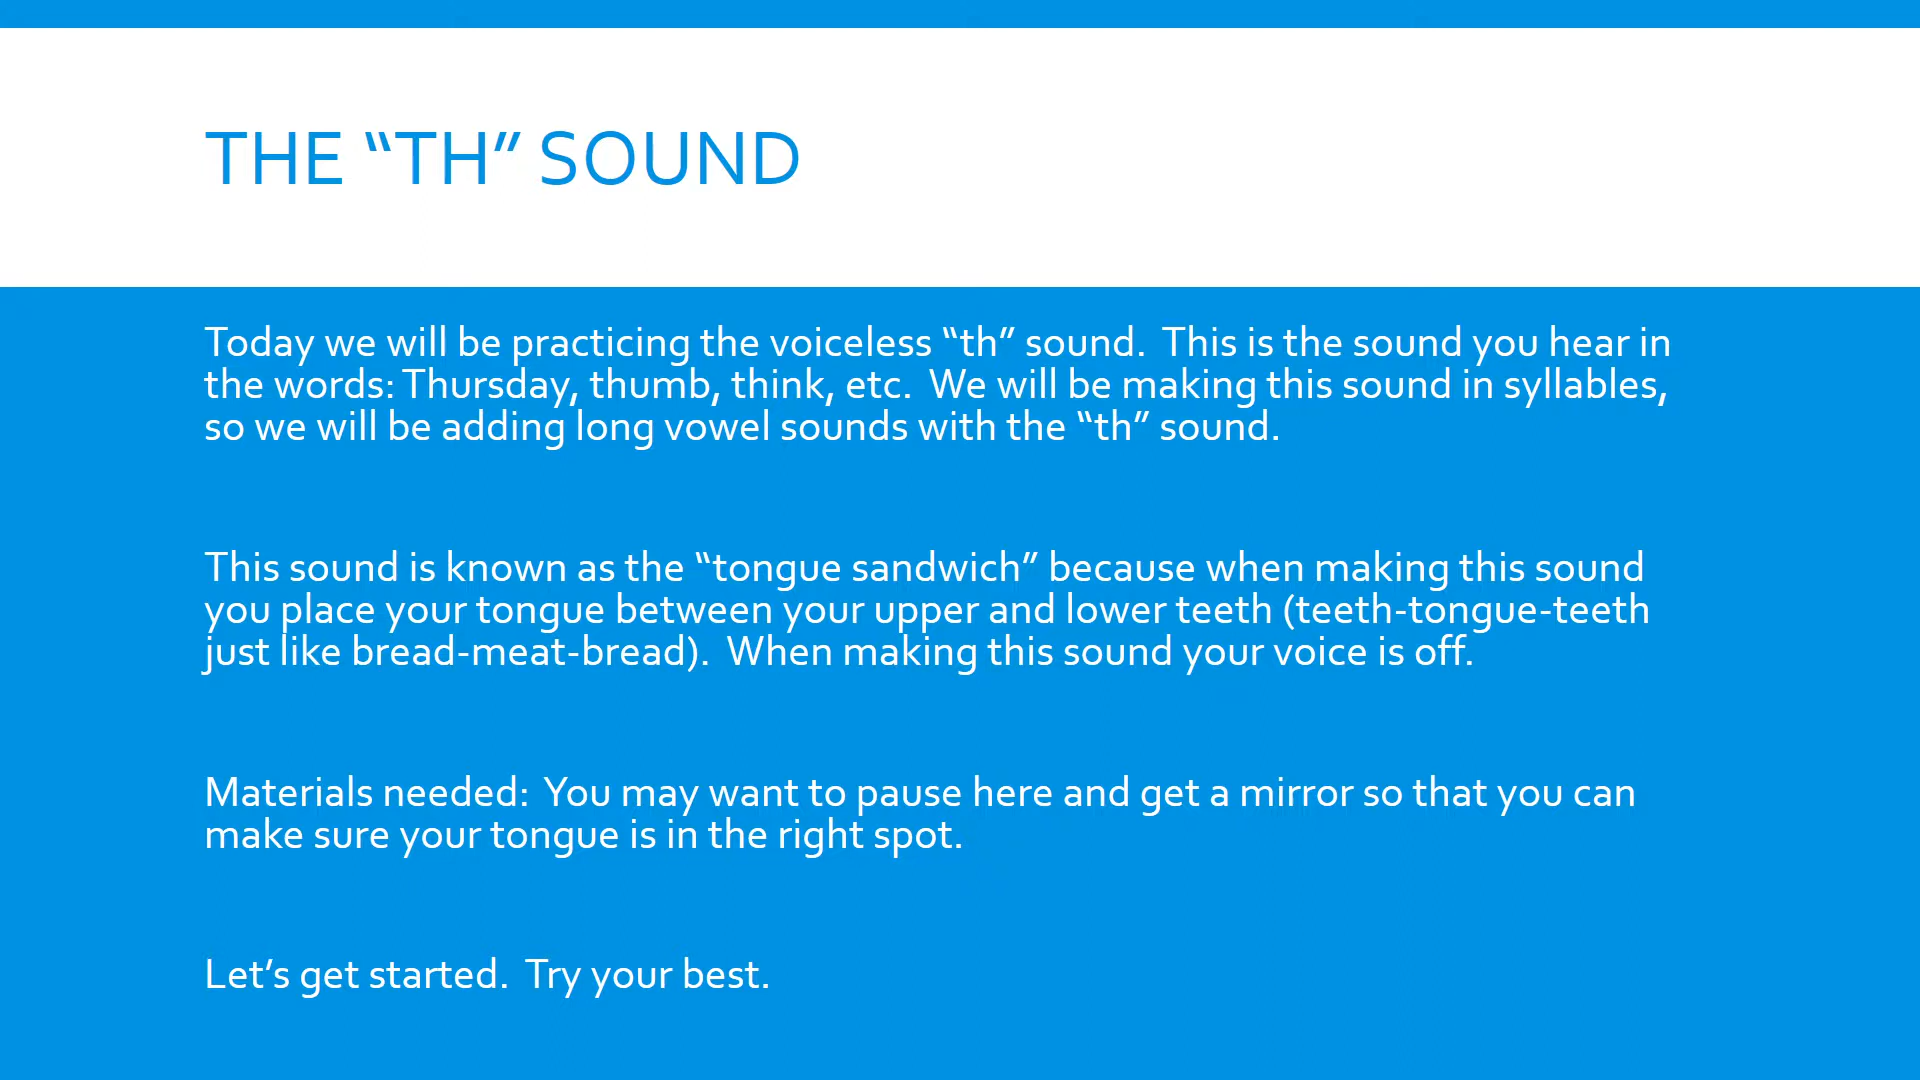 THE “TH” SOUND
Today we will be practicing the voiceless “th” sound.  This is the sound you hear in
the words: Thursday, thumb, think, etc.  We will be making this sound in syllables,
so we will be adding long vowel sounds with the “th” sound.
This sound is known as the “tongue sandwich” because when making this sound
you place your tongue between your upper and lower teeth (teeth-tongue-teeth
just like bread-meat-bread).  When making this sound your voice is off.
Materials needed:  You may want to pause here and get a mirror so that you can
make sure your tongue is in the right spot.
Let’s get started.  Try your best.